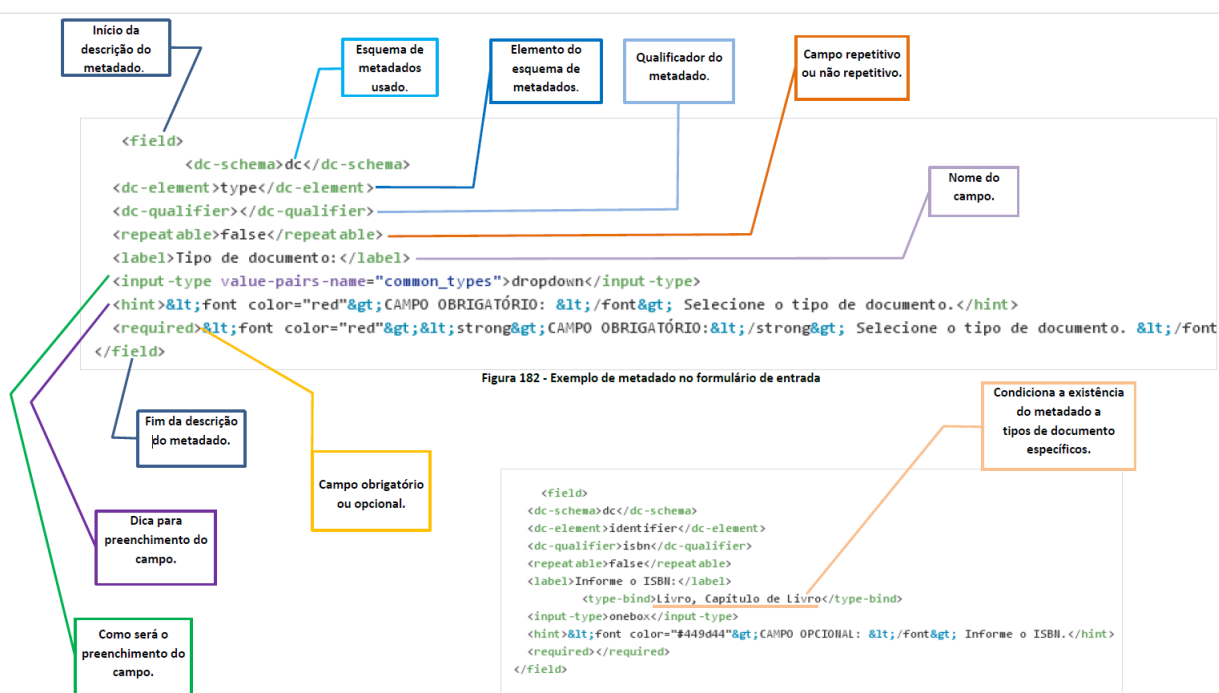 Início da
descrição do
metadado.
Esquema de
metadados
usado.
Elemento do
esquema de
metadados.
Qualificador do
metadado.
Campo repetitivo
ou não repetitivo.
<field>
<dc-schema>dc</dc-schema>
<dc-element>type</dc-element>
<dc-qualifier></dc-qualifier>
<repeatable>false</repeatable>
<label>Tipo de documento:</label>
<input-type value-pairs-name="common_types">dropdown</input-type>
<hint>&lt;font color="red"&gt;CAMPO OBRIGATÓRIO: &lt;/font&gt; Selecione o tipo de documento.</hint>
<required>&lt;font color="red"&gt;&lt;strong&gt;CAMPO OBRIGATÓRIO:&lt;/strong&gt; Selecione o tipo de documento. &lt;/font
</field>
Nome do
campo.
Figura 182 - Exemplo de metadado no formulário de entrada
Fim da descrição
do metadado.
Campo obrigatório
ou opcional.
Dica para
preenchimento do
campo.
Como será o
preenchimento do
campo.
Condiciona a existência
do metadado a
tipos de documento
específicos.
<field>
<dc-schema>dc</dc-schema>
<dc-element>identifier</dc-element>
<dc-qualifier>isbn</dc-qualifier>
<repeatable>false</repeatable>
<label>Informe o ISBN:</label>
<type-bind>Livro, Capítulo de Livro</type-bind>
<input-type>onebox</input-type>
<hint>&lt;font color="#449d44"&gt;CAMPO OPCIONAL: &lt;/font&gt; Informe o ISBN.</hint>
<required></required>
</field>